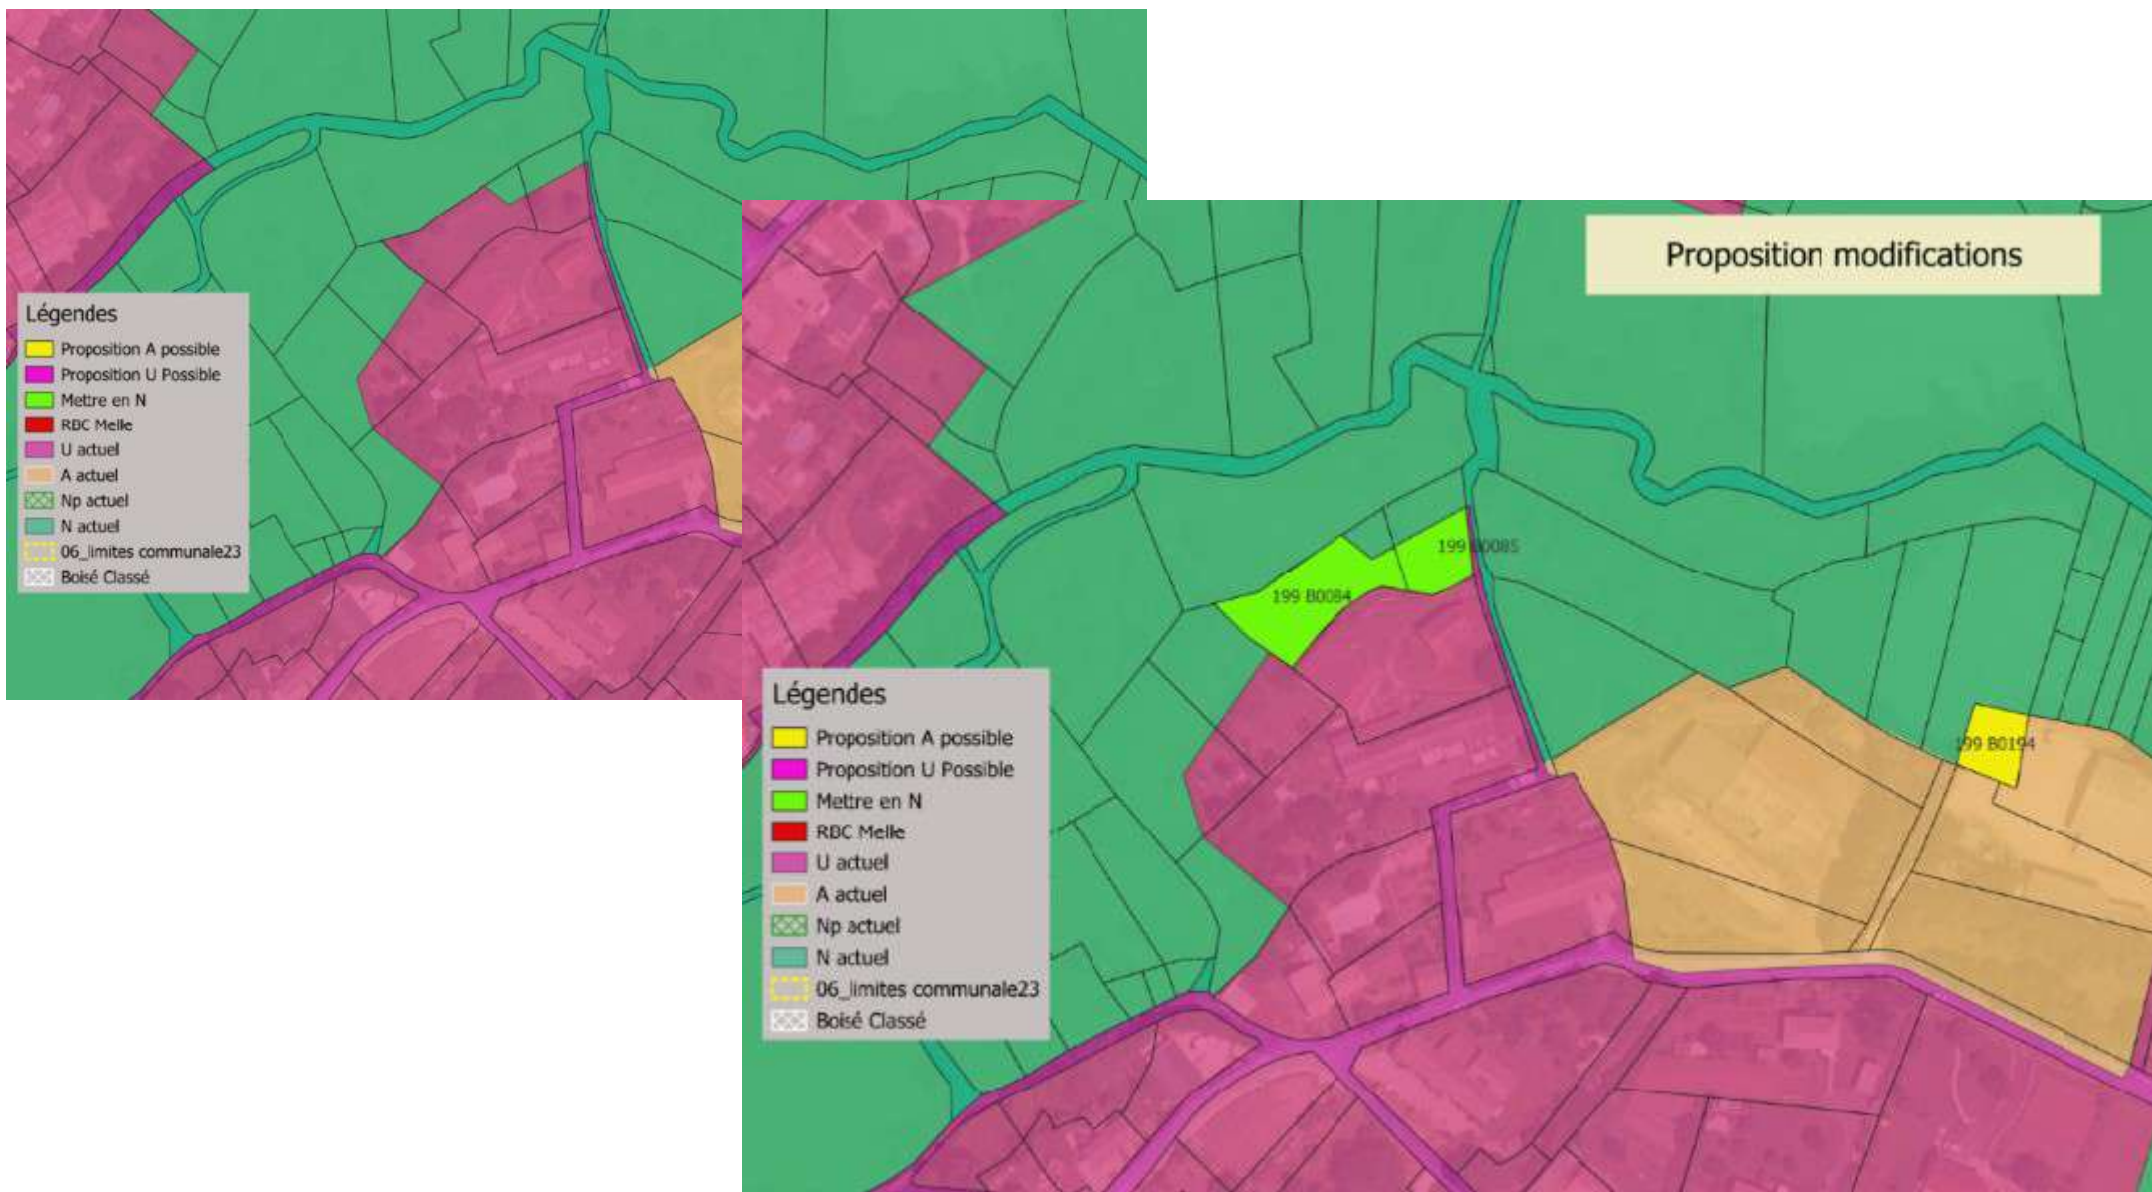 Légendes
Proposition A possible
Proposition U Possible
Mettre en N
RBC Melle
U actuel
A actuel
Np actuel
N actuel
06_limites communale23
Boisé Classé
Proposition modifications
199 B0085
199 B0084
199 B0194
Légendes
Proposition A possible
Proposition U Possible
Mettre en N
RBC Melle
U actuel
A actuel
Np actuel
N actuel
06_limites communale23
Boisé Classé